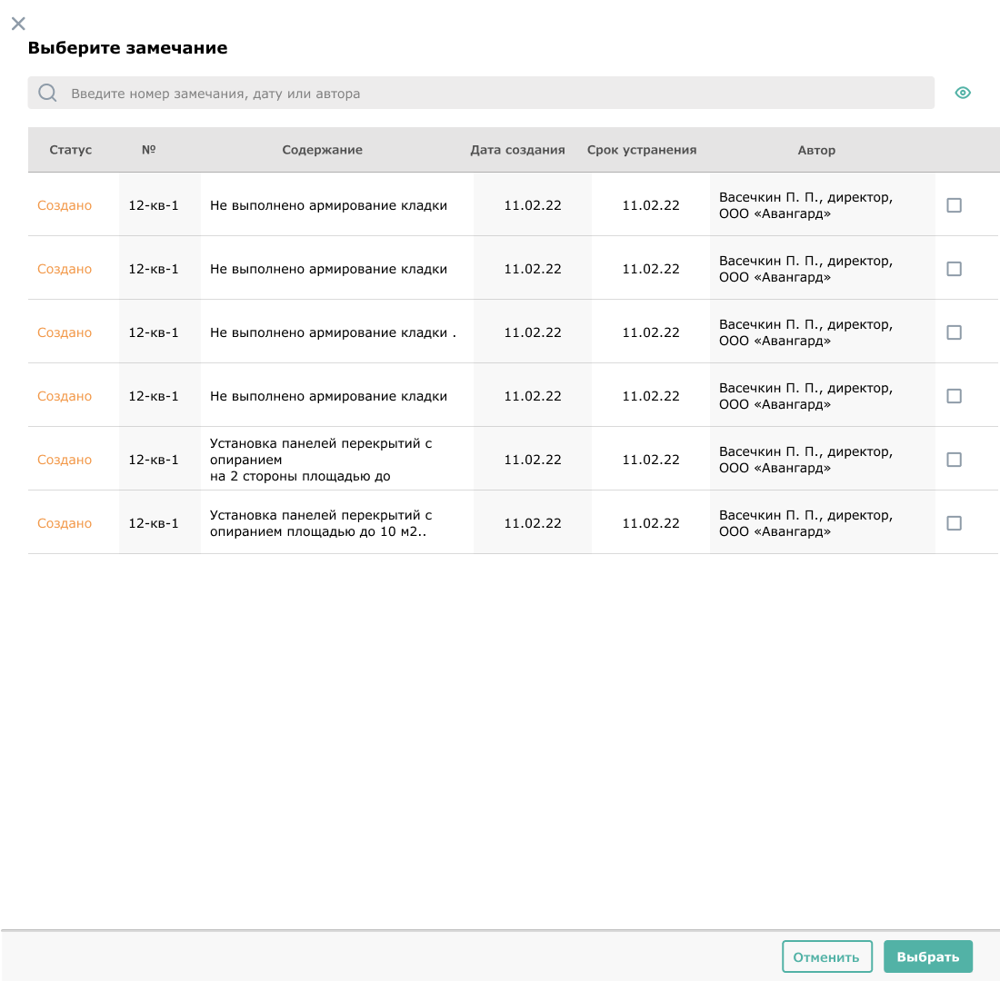 Выберите замечание
Введите номер замечания, дату или автора
Статус № Содержание Дата создания Срок устранения Автор
Создано 12-кв-1 Не выполнено армирование кладки 11.02.22 11.02.22 Васечкин П. П., директор,
ООО «Авангард»
Создано 12-кв-1 Не выполнено армирование кладки 11.02.22 11.02.22 Васечкин П. П., директор,
ООО «Авангард»
Создано 12-кв-1 Не выполнено армирование кладки . 11.02.22 11.02.22 Васечкин П. П., директор,
ООО «Авангард»
Создано 12-кв-1 Не выполнено армирование кладки 11.02.22 11.02.22 Васечкин П. П., директор,
ООО «Авангард»
Создано 12-кв-1 Установка панелей перекрытий с
опиранием
на 2 стороны площадью до 11.02.22 11.02.22 Васечкин П. П., директор,
ООО «Авангард»
Создано 12-кв-1 Установка панелей перекрытий с
опиранием площадью до 10 м2.. 11.02.22 11.02.22 Васечкин П. П., директор,
ООО «Авангард»
Отменить Выбрать